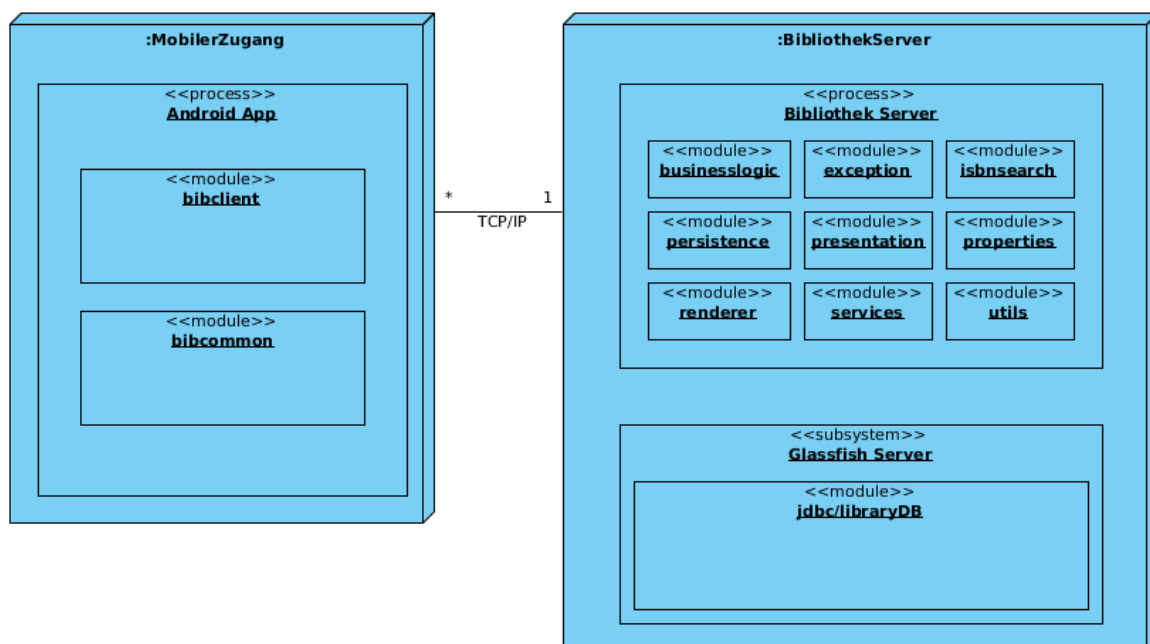 :MobilerZugang
<<process>>
Android App
<<module>>
bibclient
<<module>>
bibcommon
*
1
TCP/IP
:BibliothekServer
<<process>>
Bibliothek Server
<<module>>
businesslogic
<<module>>
exception
<<module>>
isbnsearch
<<module>>
persistence
<<module>>
presentation
<<module>>
properties
<<module>>
renderer
<<module>>
services
<<module>>
utils
<<subsystem>>
Glassfish Server
<<module>>
jdbc/libraryDB